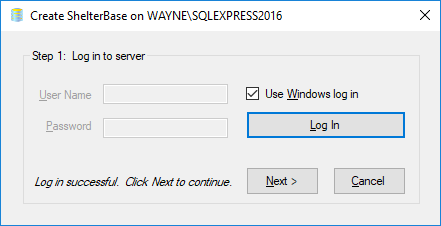 Create ShelterBase on WAYNE\SQLEXPRESS2016
Step 1:  Log in to server
User Name
Use Windows log in
Password
Log In
Log in successful.  Click Next to continue.
Next >
Cancel